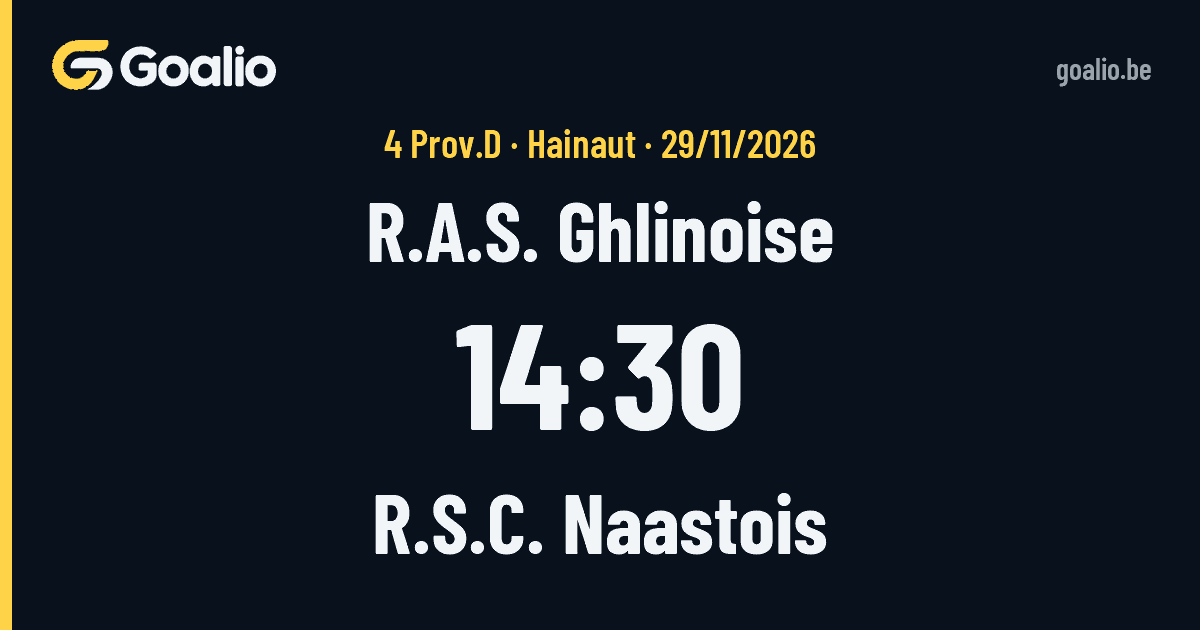 Goalio
goalio.be
4 Prov.D · Hainaut · 29/11/2026
R.A.S. Ghlinoise
14:30
R.S.C. Naastois